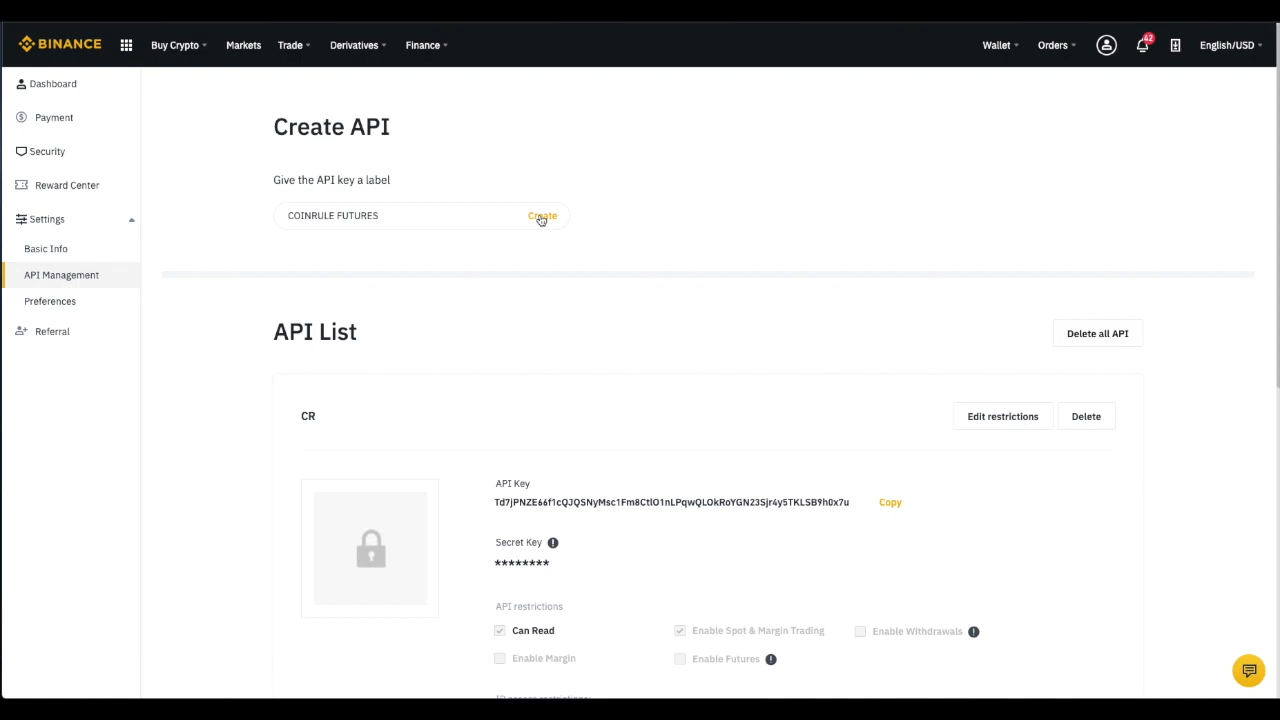 BINANCE Buy Crypto Markets Trade Derivatives Finance Wallet Orders 42 English/USD
Dashboard
Payment
Security
Reward Center
Settings
Basic Info
API Management
Preferences
Referral
Create API
Give the API key a label
COINRULE FUTURES Create
API List Delete all API
CR Edit restrictions Delete
API Key
Td7jPNZE66f1cQJQSNyMsc1Fm8CtlO1nLPqwQLOkRoYGN23Sjr4y5TKLSB9h0x7u Copy
Secret Key
********
API restrictions
Can Read Enable Spot & Margin Trading Enable Withdrawals
Enable Margin Enable Futures